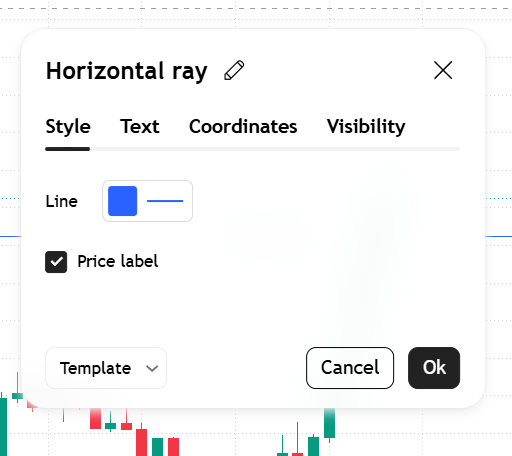 Horizontal ray
Style Text Coordinates Visibility
Line
Price label
Template Cancel Ok